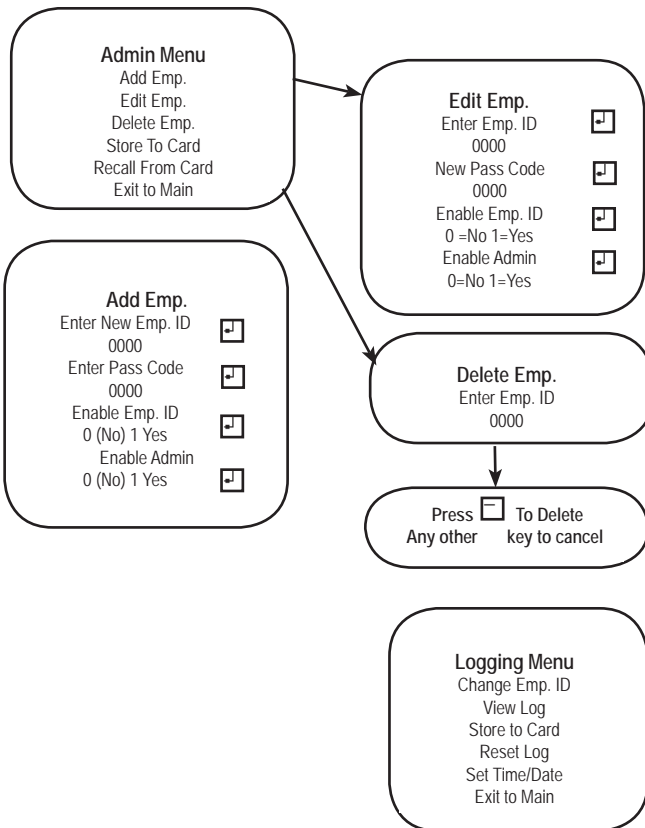 Admin Menu
Add Emp.
Edit Emp.
Delete Emp.
Store To Card
Recall From Card
Exit to Main
Edit Emp.
Enter Emp. ID
0000
New Pass Code
0000
Enable Emp. ID
0 =No 1=Yes
Enable Admin
0=No 1=Yes
Add Emp.
Enter New Emp. ID
0000
Enter Pass Code
0000
Enable Emp. ID
0 (No) 1 Yes
Enable Admin
0 (No) 1 Yes
Delete Emp.
Enter Emp. ID
0000
Press To Delete
Any other key to cancel
Logging Menu
Change Emp. ID
View Log
Store to Card
Reset Log
Set Time/Date
Exit to Main